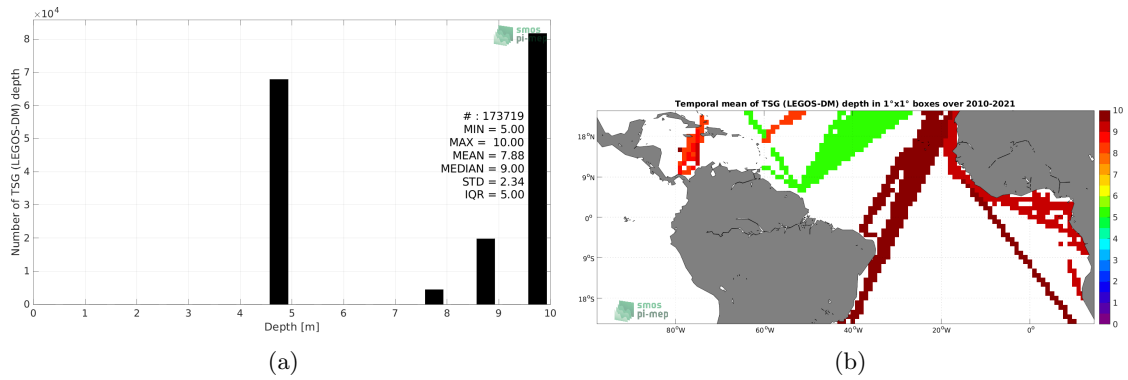 ×10⁴
8
7
6
5
4
3
2
1
0
Number of TSG (LEGOS-DM) depth
smos
pi-mep
# : 173719
MIN = 5.00
MAX = 10.00
MEAN = 7.88
MEDIAN = 9.00
STD = 2.34
IQR = 5.00
0 1 2 3 4 5 6 7 8 9 10
Depth [m]
(a)
Temporal mean of TSG (LEGOS-DM) depth in 1°x1° boxes over 2010-2021
18°N
9°N
0°
9°S
18°S
smos
pi-mep
80°W 60°W 40°W 20°W 0°
10
9
8
7
6
5
4
3
2
1
0
(b)